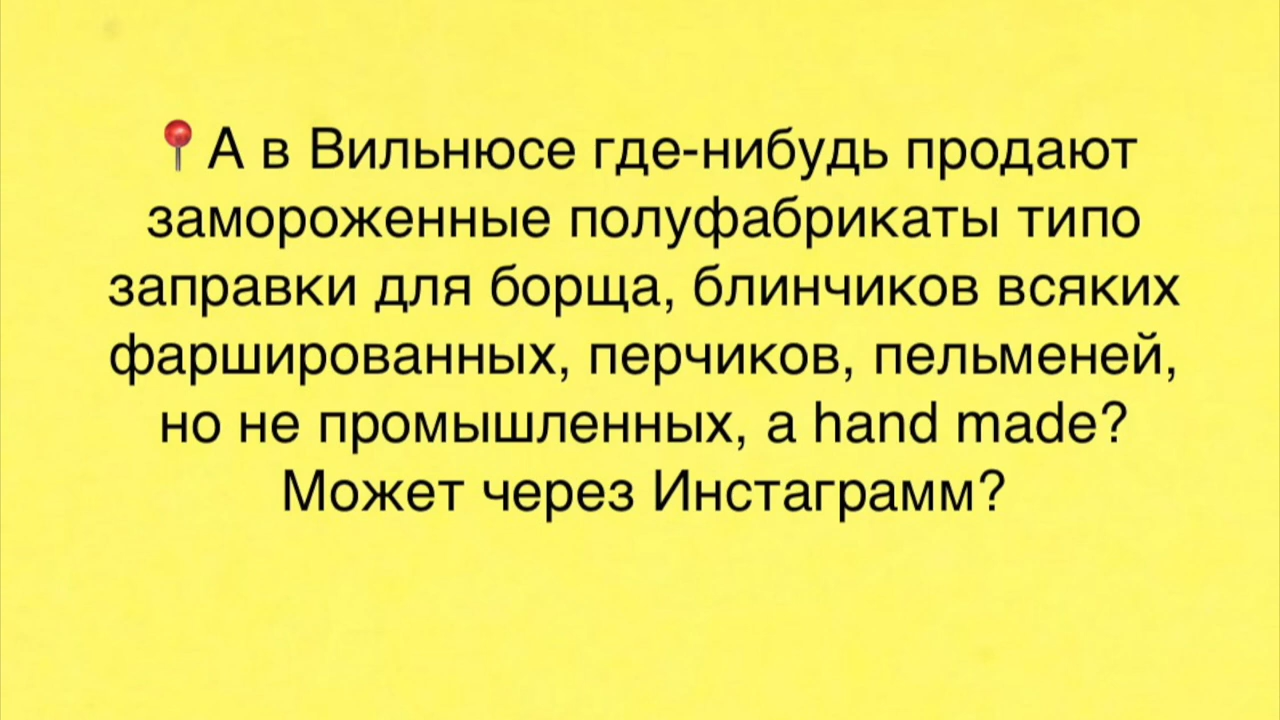 📍А в Вильнюсе где-нибудь продают
замороженные полуфабрикаты типо
заправки для борща, блинчиков всяких
фаршированных, перчиков, пельменей,
но не промышленных, а hand made?
Может через Инстаграмм?